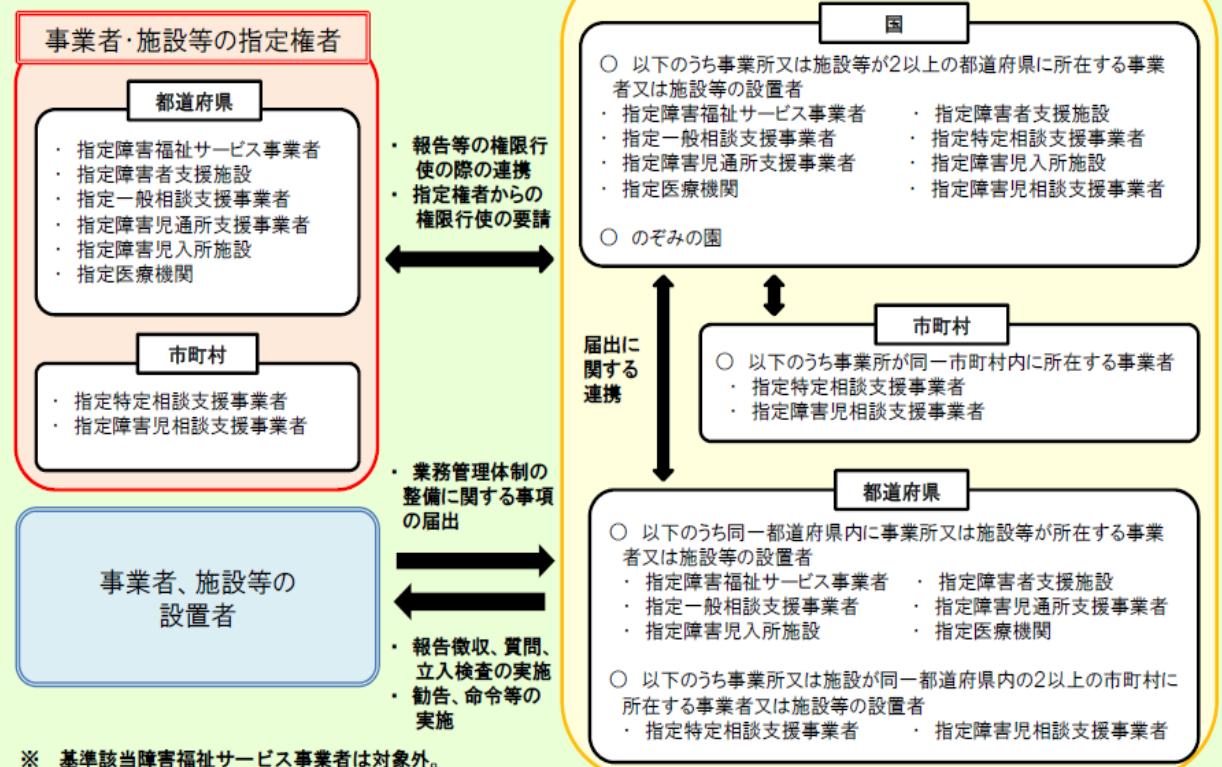 事業者・施設等の指定権者
都道府県
・ 指定障害福祉サービス事業者
・ 指定障害者支援施設
・ 指定一般相談支援事業者
・ 指定障害児通所支援事業者
・ 指定障害児入所施設
・ 指定医療機関
市町村
・ 指定特定相談支援事業者
・ 指定障害児相談支援事業者
・ 報告等の権限行
使の際の連携
・ 指定権者からの
権限行使の要請
国
○ 以下のうち事業所又は施設等が2以上の都道府県に所在する事業
者又は施設等の設置者
・ 指定障害福祉サービス事業者 ・ 指定障害者支援施設
・ 指定一般相談支援事業者 ・ 指定特定相談支援事業者
・ 指定障害児通所支援事業者 ・ 指定障害児入所施設
・ 指定医療機関 ・ 指定障害児相談支援事業者
○ のぞみの園
届出に
関する
連携
市町村
○ 以下のうち事業所が同一市町村内に所在する事業者
・ 指定特定相談支援事業者
・ 指定障害児相談支援事業者
都道府県
○ 以下のうち同一都道府県内に事業所又は施設等が所在する事業
者又は施設等の設置者
・ 指定障害福祉サービス事業者 ・ 指定障害者支援施設
・ 指定一般相談支援事業者 ・ 指定障害児通所支援事業者
・ 指定障害児入所施設 ・ 指定医療機関
○ 以下のうち事業所又は施設が同一都道府県内の2以上の市町村に
所在する事業者又は施設等の設置者
・ 指定特定相談支援事業者 ・ 指定障害児相談支援事業者
・ 業務管理体制の
整備に関する事項
の届出
事業者、施設等の
設置者
・ 報告徴収、質問、
立入検査の実施
・ 勧告、命令等の
実施
※ 基準該当障害福祉サービス事業者は対象外。